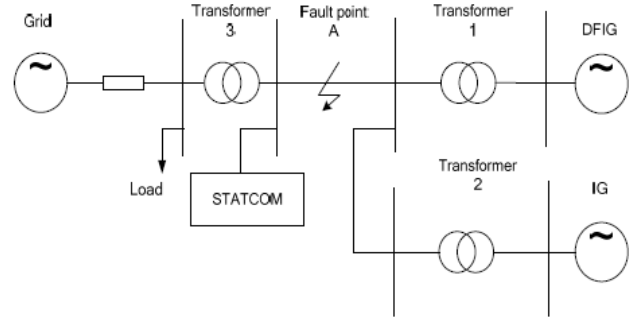 Grid
Transformer
3
Fault point
A
Transformer
1
DFIG
Load
STATCOM
Transformer
2
IG